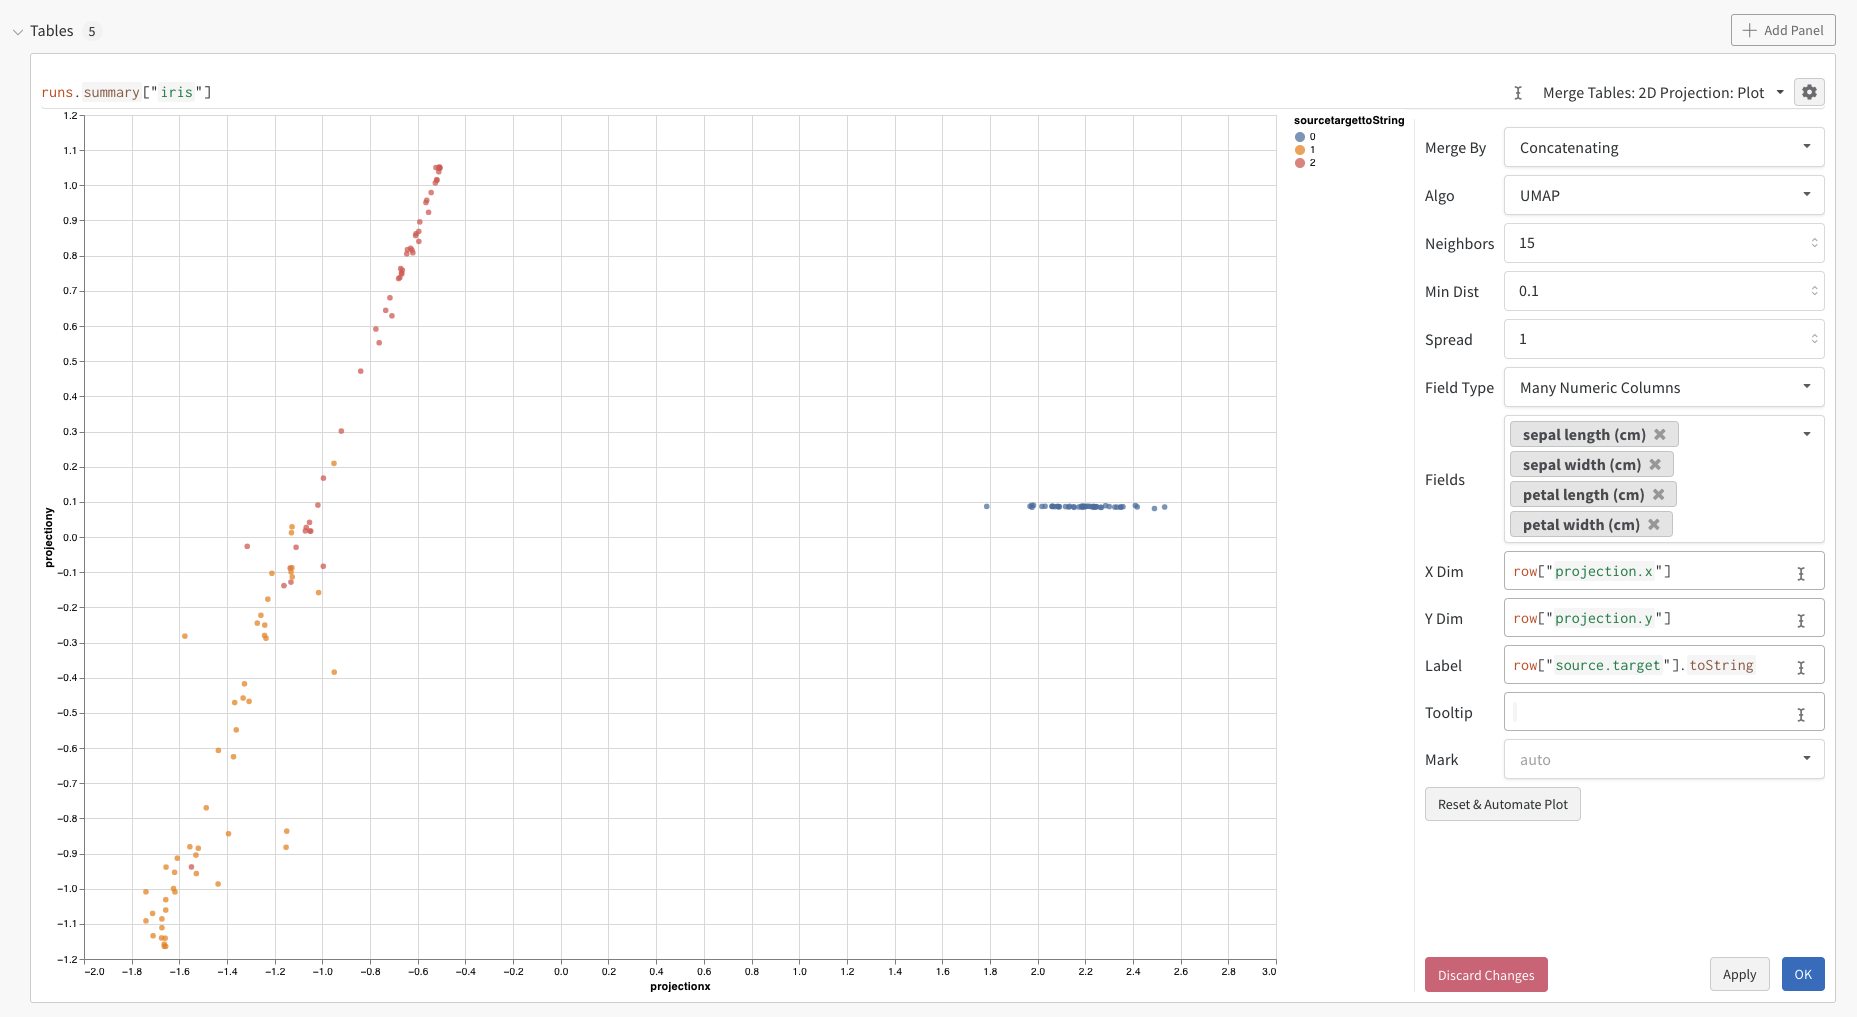 Tables 5
Add Panel
runs.summary["iris"]
Merge Tables: 2D Projection: Plot
1.2
1.1
1.0
0.9
0.8
0.7
0.6
0.5
0.4
0.3
0.2
0.1
0.0
−0.1
−0.2
−0.3
−0.4
−0.5
−0.6
−0.7
−0.8
−0.9
−1.0
−1.1
−1.2
projectiony
−2.0 −1.8 −1.6 −1.4 −1.2 −1.0 −0.8 −0.6 −0.4 −0.2 0.0 0.2 0.4 0.6 0.8 1.0 1.2 1.4 1.6 1.8 2.0 2.2 2.4 2.6 2.8 3.0
projectionx
sourcetargettoString
0
1
2
Merge By Concatenating
Algo UMAP
Neighbors 15
Min Dist 0.1
Spread 1
Field Type Many Numeric Columns
Fields
sepal length (cm)
sepal width (cm)
petal length (cm)
petal width (cm)
X Dim row["projection.x"]
Y Dim row["projection.y"]
Label row["source.target"].toString
Tooltip
Mark auto
Reset & Automate Plot
Discard Changes Apply OK